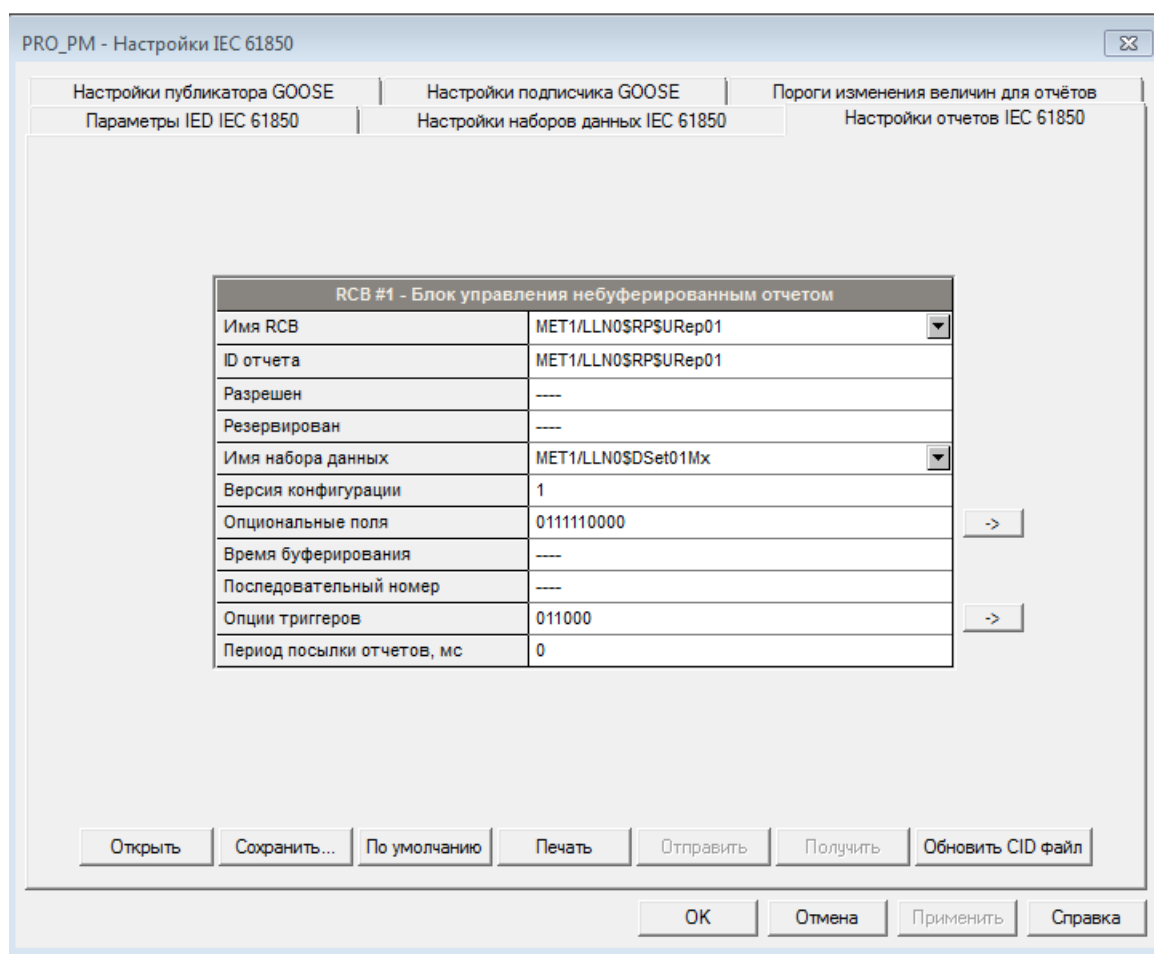 PRO_PM - Настройки IEC 61850
Настройки публикатора GOOSE Настройки подписчика GOOSE Пороги изменения величин для отчётов
Параметры IED IEC 61850 Настройки наборов данных IEC 61850 Настройки отчетов IEC 61850
RCB #1 - Блок управления небуферированным отчетом
Имя RCB MET1/LLN0$RP$URep01
ID отчета MET1/LLN0$RP$URep01
Разрешен ----
Резервирован ----
Имя набора данных MET1/LLN0$DSet01Mx
Версия конфигурации 1
Опциональные поля 0111110000 ->
Время буферирования ----
Последовательный номер ----
Опции триггеров 011000 ->
Период посылки отчетов, мс 0
Открыть Сохранить... По умолчанию Печать Отправить Получить Обновить CID файл
OK Отмена Применить Справка